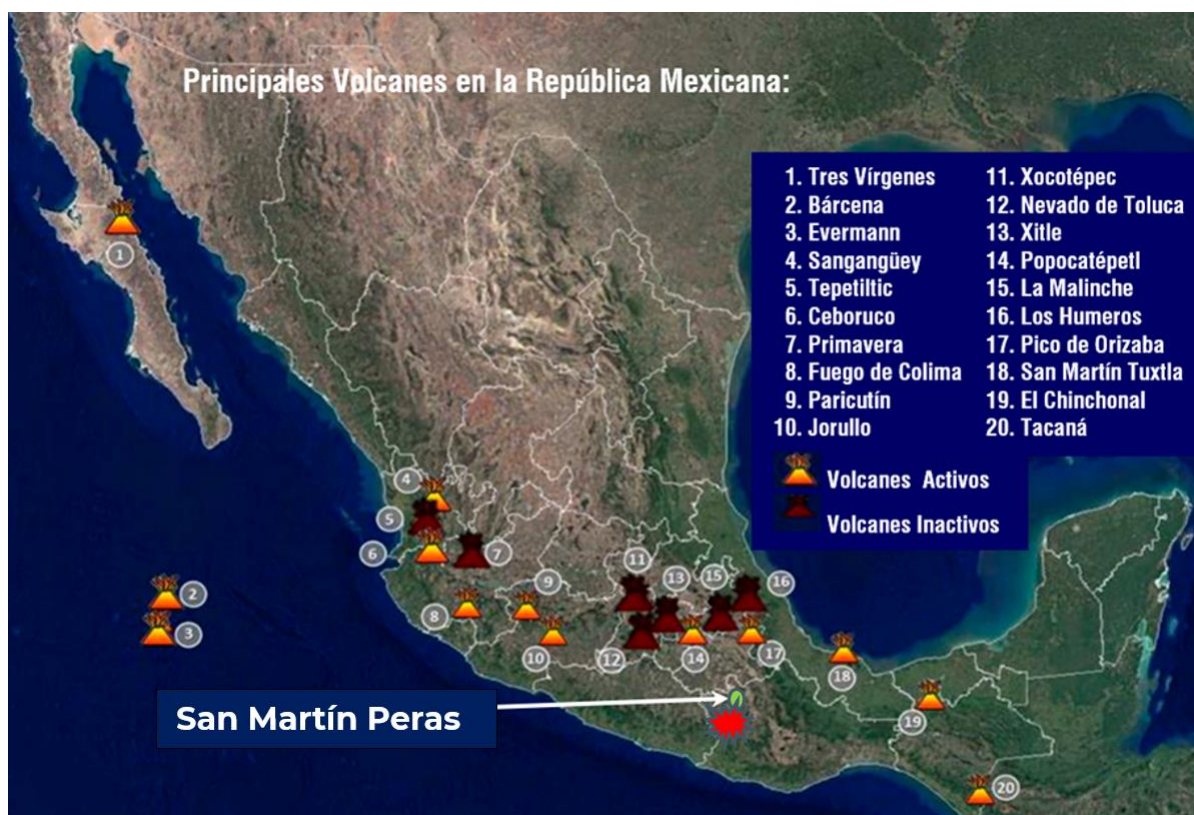 Principales Volcanes en la República Mexicana:
1. Tres Vírgenes
2. Bárcena
3. Evermann
4. Sangangüey
5. Tepetiltic
6. Ceboruco
7. Primavera
8. Fuego de Colima
9. Paricutín
10. Jorullo
11. Xocotépec
12. Nevado de Toluca
13. Xitle
14. Popocatépetl
15. La Malinche
16. Los Humeros
17. Pico de Orizaba
18. San Martín Tuxtla
19. El Chinchonal
20. Tacaná
Volcanes Activos
Volcanes Inactivos
1
4
5
6
7
11
13
15
16
9
2
8
3
10
12
14
17
18
San Martín Peras
19
20